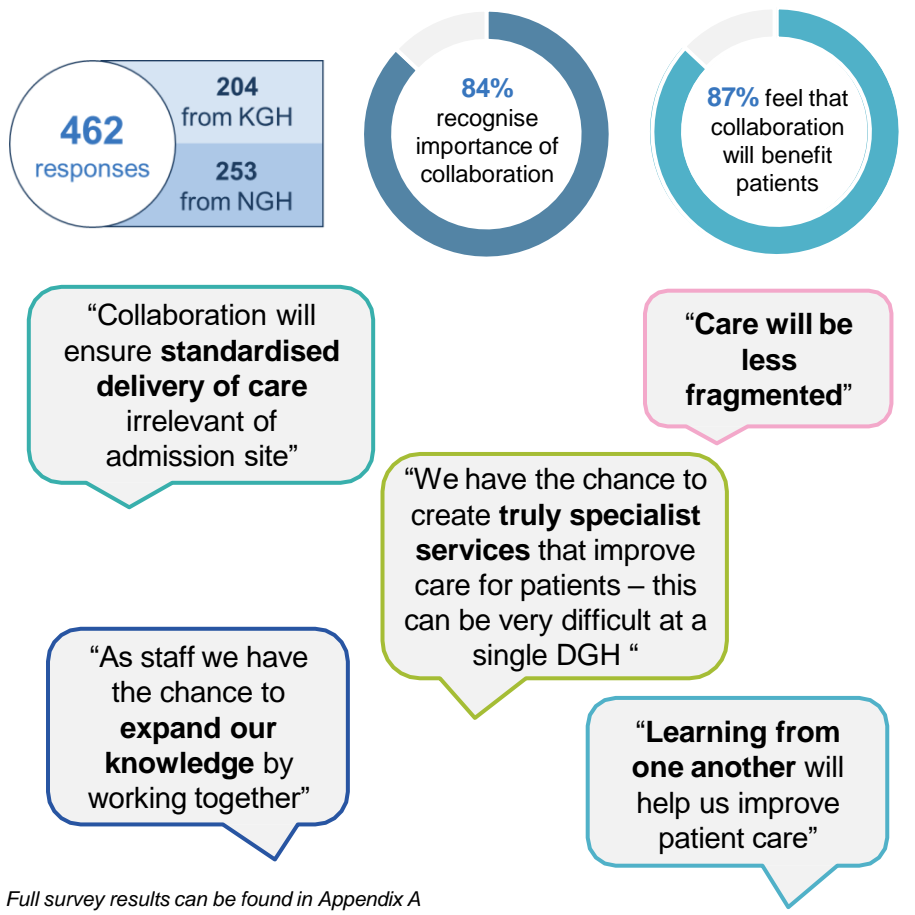 462
responses
204
from KGH
253
from NGH
84%
recognise
importance of
collaboration
87% feel that
collaboration
will benefit
patients
“Collaboration will
ensure standardised
delivery of care
irrelevant of
admission site”
“Care will be
less
fragmented”
“We have the chance to
create truly specialist
services that improve
care for patients – this
can be very difficult at a
single DGH “
“As staff we have
the chance to
expand our
knowledge by
working together”
“Learning from
one another will
help us improve
patient care”
Full survey results can be found in Appendix A